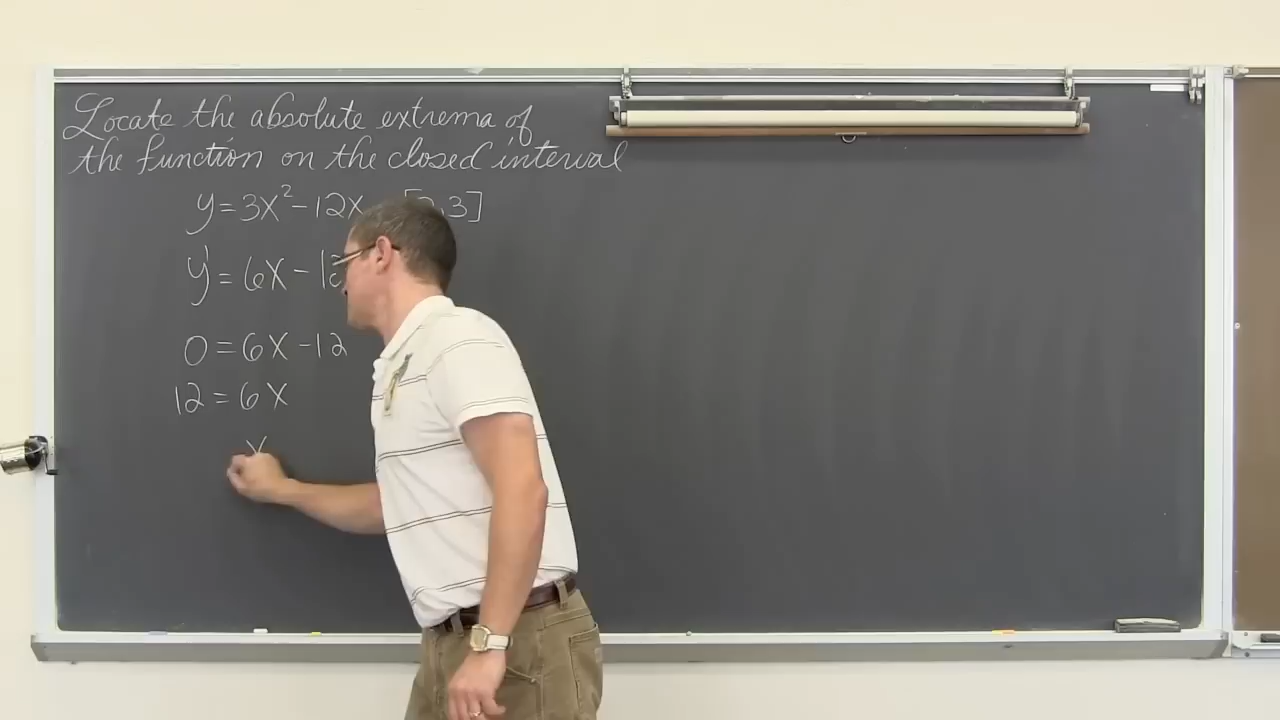 Locate the absolute extrema of
the function on the closed interval
y=3x²-12x [ ,3]
y'=6x-12
0=6x-12
12=6x
x